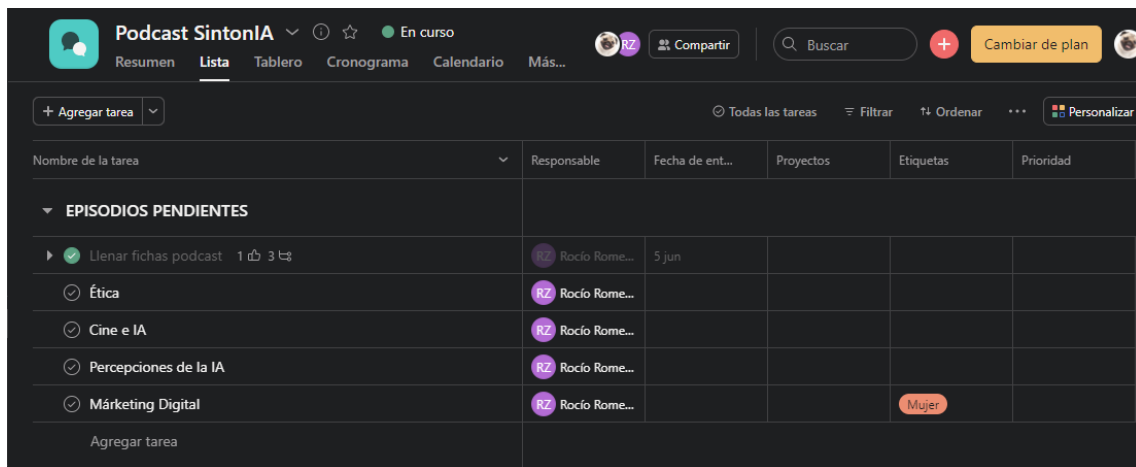 Podcast SintonIA
En curso
RZ
Compartir
Buscar
Cambiar de plan
Resumen Lista Tablero Cronograma Calendario Más...
+ Agregar tarea
Todas las tareas Filtrar Ordenar ... Personalizar
Nombre de la tarea Responsable Fecha de ent... Proyectos Etiquetas Prioridad
EPISODIOS PENDIENTES
Llenar fichas podcast 1 3 RZ Rocío Rome... 5 jun
Ética RZ Rocío Rome...
Cine e IA RZ Rocío Rome...
Percepciones de la IA RZ Rocío Rome...
Márketing Digital RZ Rocío Rome... Mujer
Agregar tarea